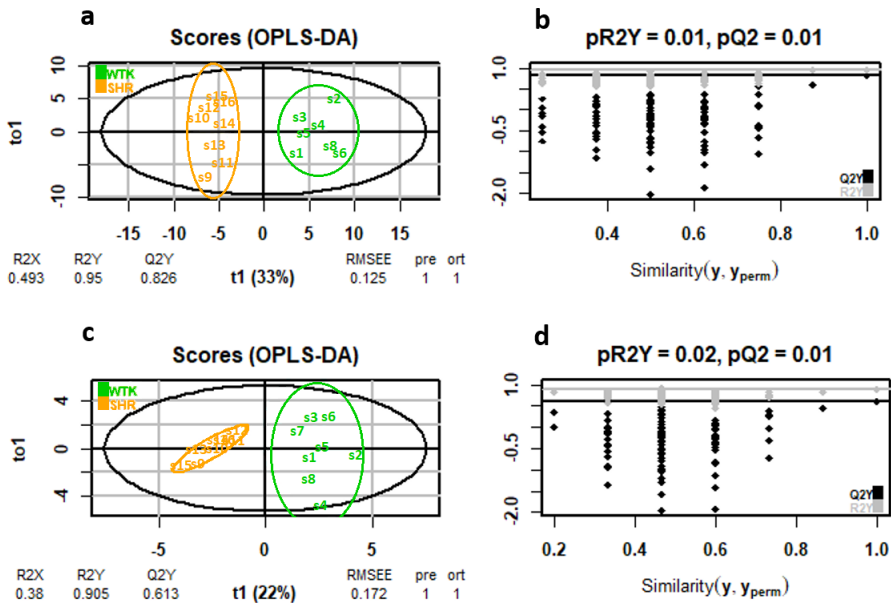 a
Scores (OPLS-DA)
WTK
SHR
to1
10
5
0
-10
s15
s16
s12
s10
s14
s13
s11
s9
s2
s3
s4
s5
s1
s8
s6
-15 -10 -5 0 5 10 15
R2X R2Y Q2Y RMSEE pre ort
0.493 0.95 0.826 t1 (33%) 0.125 1 1
b
pR2Y = 0.01, pQ2 = 0.01
1.0
-0.5
-2.0
Q2Y
R2Y
0.4 0.6 0.8 1.0
Similarity(y, yperm)
c
Scores (OPLS-DA)
WTK
SHR
to1
4
0
-4
s15
s9
s3
s6
s7
s5
s1
s2
s8
s4
-5 0 5
R2X R2Y Q2Y RMSEE pre ort
0.38 0.905 0.613 t1 (22%) 0.172 1 1
d
pR2Y = 0.02, pQ2 = 0.01
1.0
-0.5
-2.0
Q2Y
R2Y
0.2 0.4 0.6 0.8 1.0
Similarity(y, yperm)